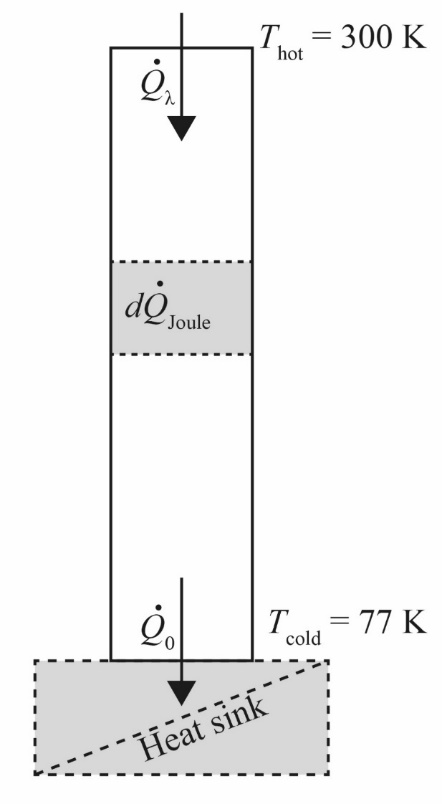 T_hot = 300 K
Q̇_λ
dQ̇_Joule
T_cold = 77 K
Q̇_0
Heat sink